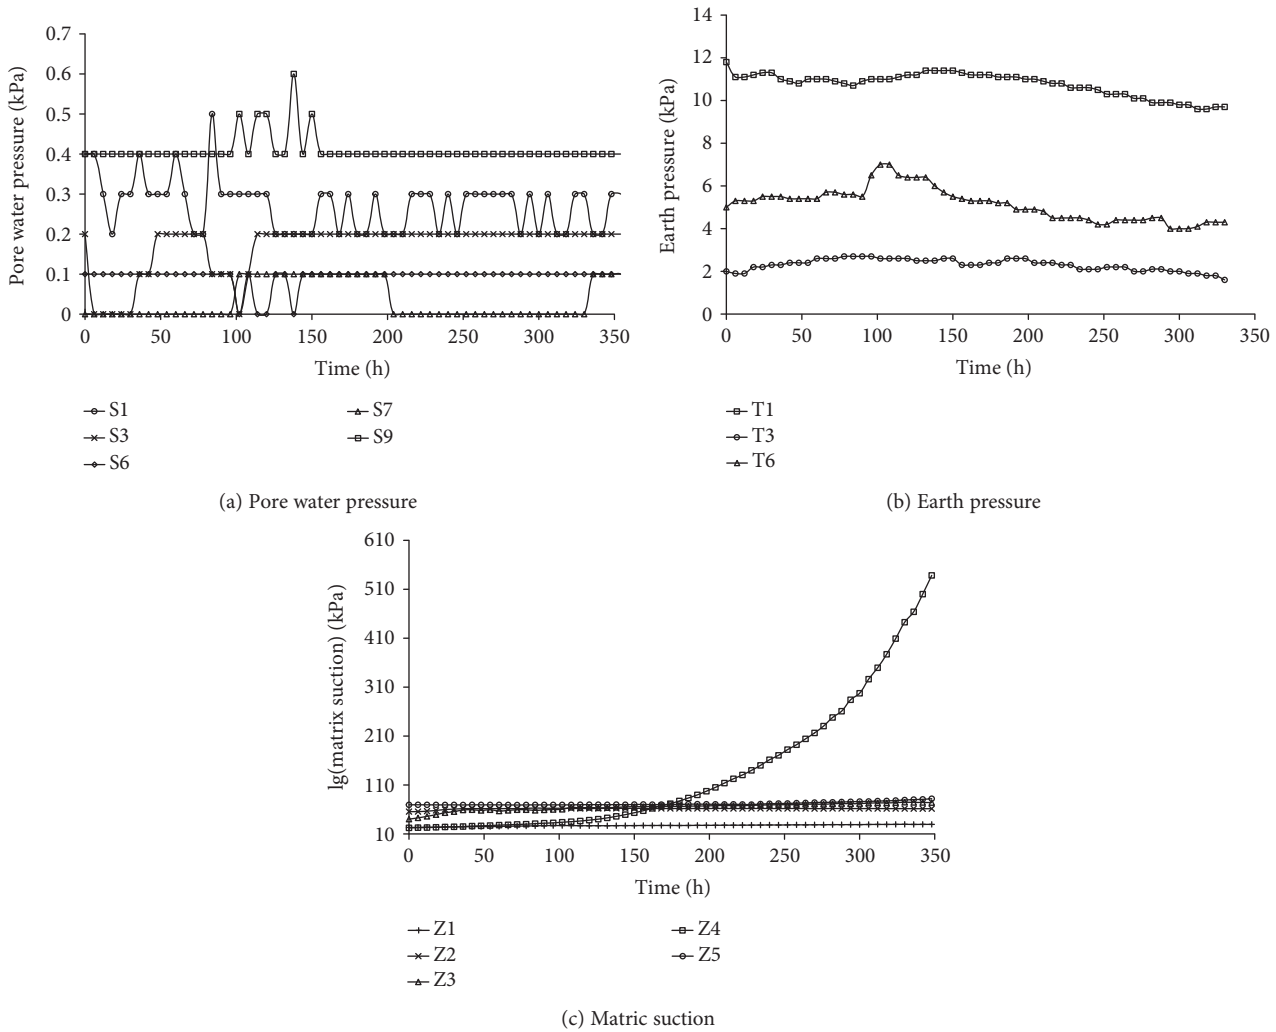 Pore water pressure (kPa)
0.7
0.6
0.5
0.4
0.3
0.2
0.1
0
0 50 100 150 200 250 300 350
Time (h)
S1 S7
S3 S9
S6
(a) Pore water pressure
Earth pressure (kPa)
14
12
10
8
6
4
2
0
0 50 100 150 200 250 300 350
Time (h)
T1
T3
T6
(b) Earth pressure
lg(matrix suction) (kPa)
610
510
410
310
210
110
10
0 50 100 150 200 250 300 350
Time (h)
Z1 Z4
Z2 Z5
Z3
(c) Matric suction